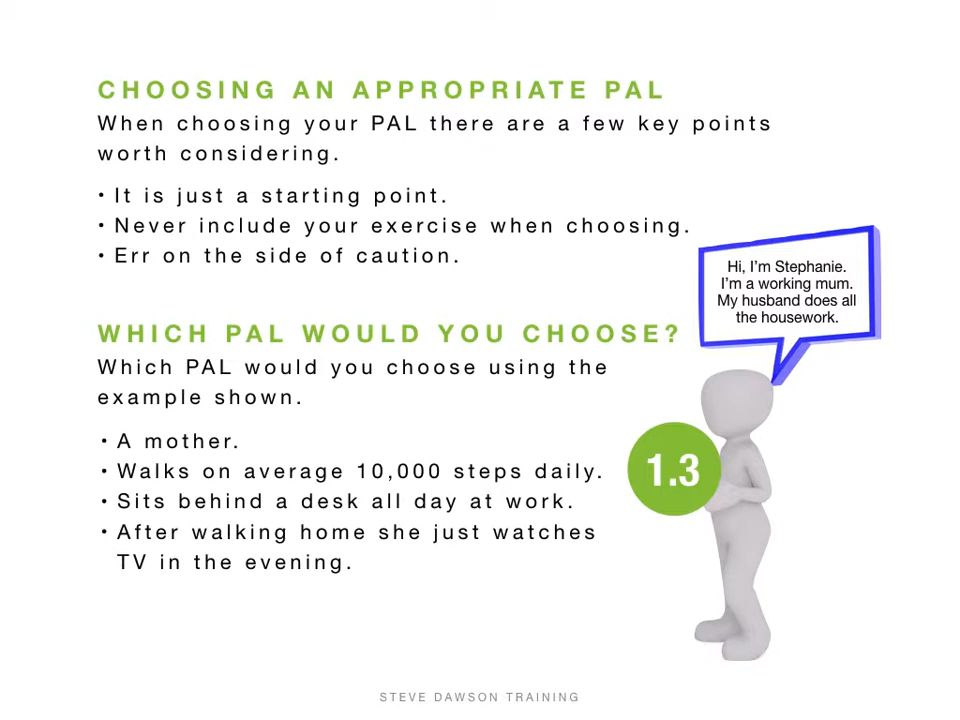 CHOOSING AN APPROPRIATE PAL
When choosing your PAL there are a few key points
worth considering.
• It is just a starting point.
• Never include your exercise when choosing.
• Err on the side of caution.
Hi, I'm Stephanie.
I'm a working mum.
My husband does all
the housework.
WHICH PAL WOULD YOU CHOOSE?
Which PAL would you choose using the
example shown.
• A mother.
• Walks on average 10,000 steps daily.
• Sits behind a desk all day at work.
• After walking home she just watches
TV in the evening.
1.3
STEVE DAWSON TRAINING